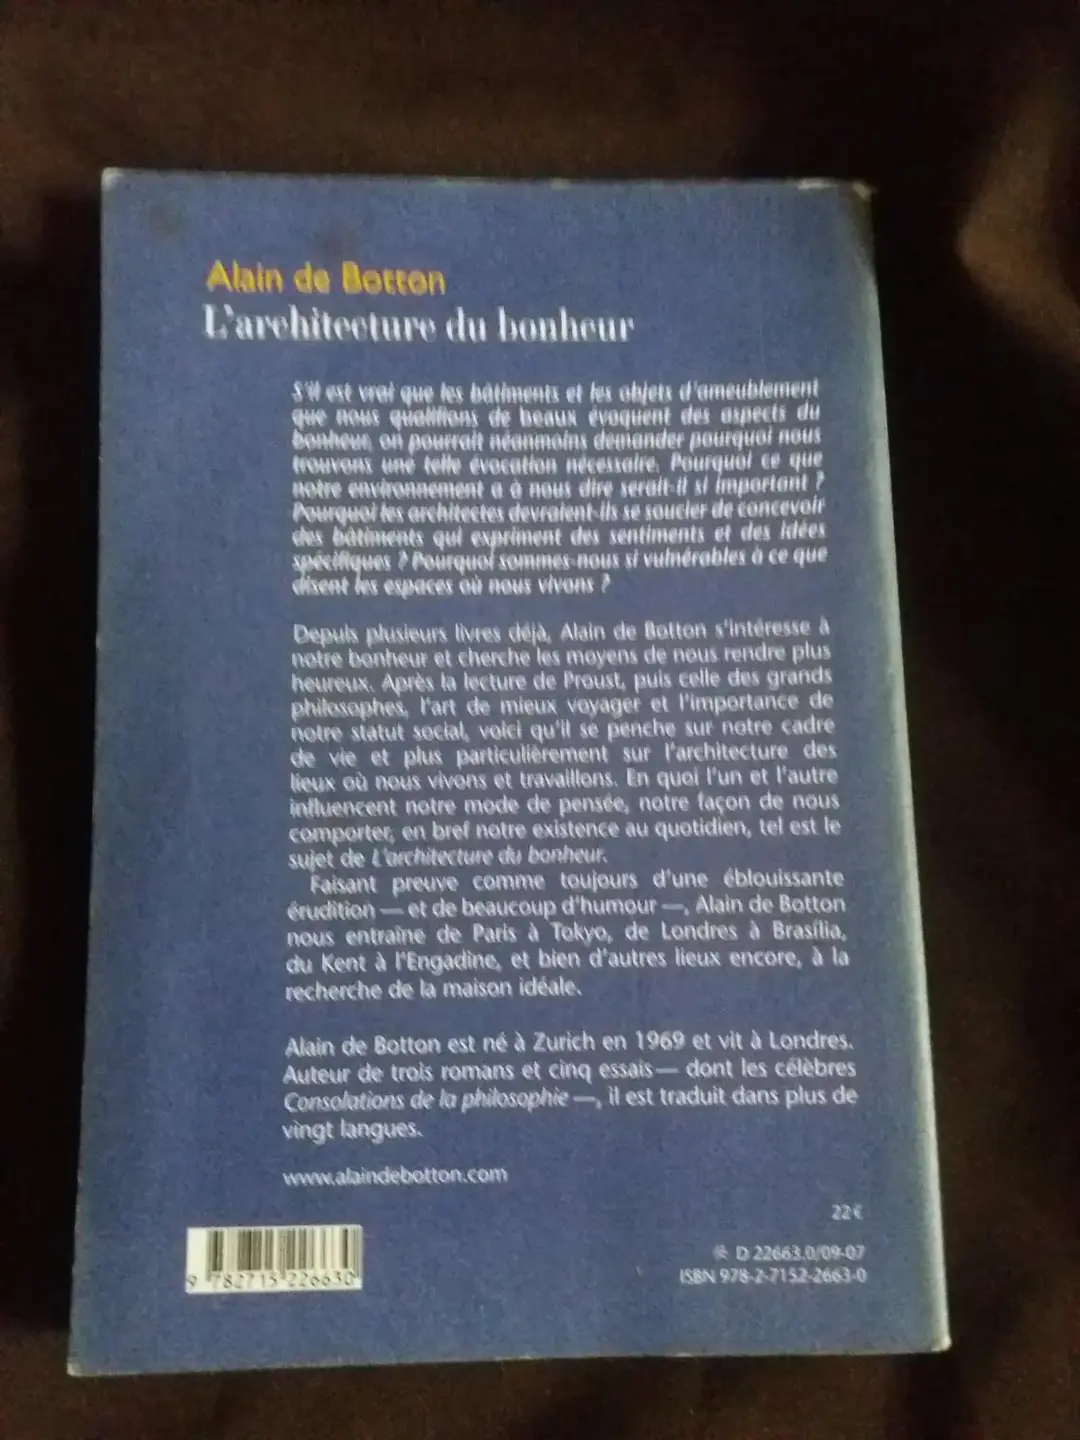 Alain de Botton
L'architecture du bonheur
S'il est vrai que les bâtiments et les objets d'ameublement
que nous qualifions de beaux évoquent des aspects du
bonheur, on pourrait néanmoins demander pourquoi nous
trouvons une telle évocation nécessaire. Pourquoi ce que
notre environnement a à nous dire serait-il si important ?
Pourquoi les architectes devraient-ils se soucier de concevoir
des bâtiments qui expriment des sentiments et des idées
spécifiques ? Pourquoi sommes-nous si vulnérables à ce que
disent les espaces où nous vivons ?
Depuis plusieurs livres déjà, Alain de Botton s'intéresse à
notre bonheur et cherche les moyens de nous rendre plus
heureux. Après la lecture de Proust, puis celle des grands
philosophes, l'art de mieux voyager et l'importance de
notre statut social, voici qu'il se penche sur notre cadre
de vie et plus particulièrement sur l'architecture des
lieux où nous vivons et travaillons. En quoi l'un et l'autre
influencent notre mode de pensée, notre façon de nous
comporter, en bref notre existence au quotidien, tel est le
sujet de L'architecture du bonheur.
Faisant preuve comme toujours d'une éblouissante
érudition — et de beaucoup d'humour —, Alain de Botton
nous entraîne de Paris à Tokyo, de Londres à Brasília,
du Kent à l'Engadine, et bien d'autres lieux encore, à la
recherche de la maison idéale.
Alain de Botton est né à Zurich en 1969 et vit à Londres.
Auteur de trois romans et cinq essais— dont les célèbres
Consolations de la philosophie —, il est traduit dans plus de
vingt langues.
www.alaindebotton.com
22 €
D 22663.0/09-07
ISBN 978-2-7152-2663-0
9 782715 226630